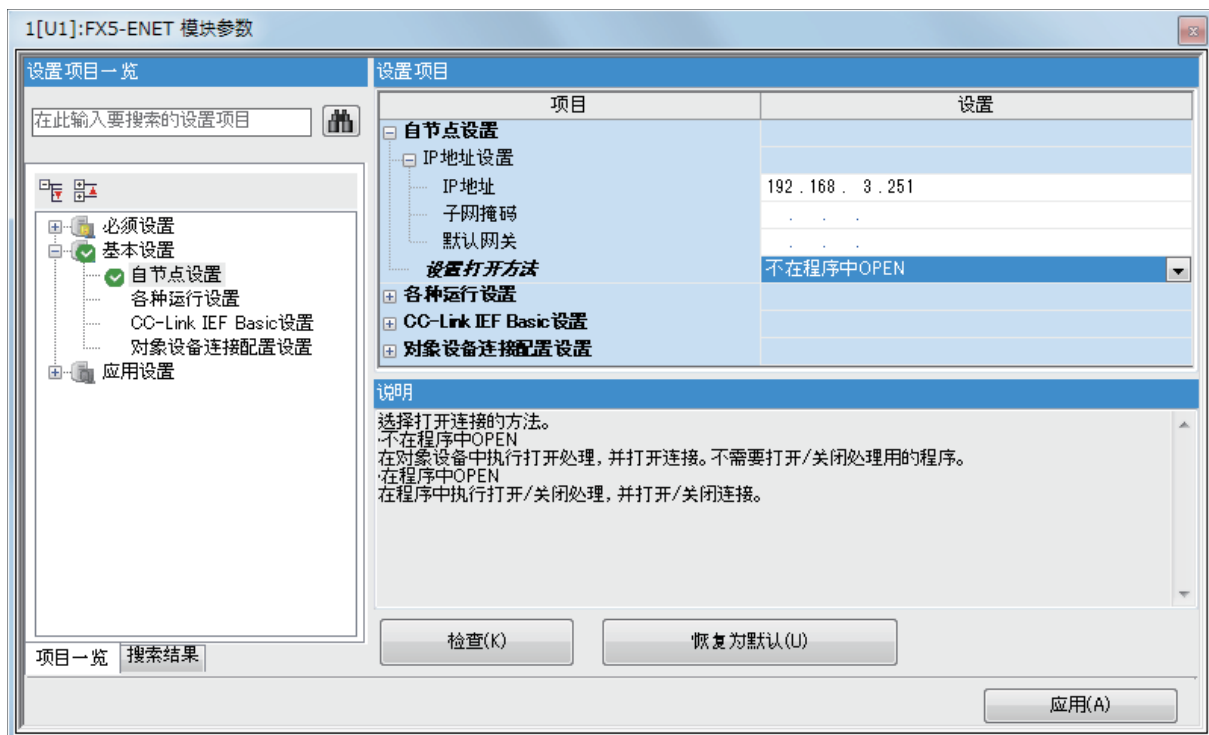 1[U1]:FX5-ENET 模块参数
设置项目一览
在此输入要搜索的设置项目
必须设置
基本设置
自节点设置
各种运行设置
CC-Link IEF Basic设置
对象设备连接配置设置
应用设置
项目一览 搜索结果
设置项目
项目 设置
自节点设置
IP地址设置
IP地址 192 . 168 . 3 . 251
子网掩码 . . .
默认网关 . . .
设置打开方法 不在程序中OPEN
各种运行设置
CC-Link IEF Basic设置
对象设备连接配置设置
说明
选择打开连接的方法。
·不在程序中OPEN
在对象设备中执行打开处理, 并打开连接。不需要打开/关闭处理用的程序。
·在程序中OPEN
在程序中执行打开/关闭处理, 并打开/关闭连接。
检查(K) 恢复为默认(U)
应用(A)